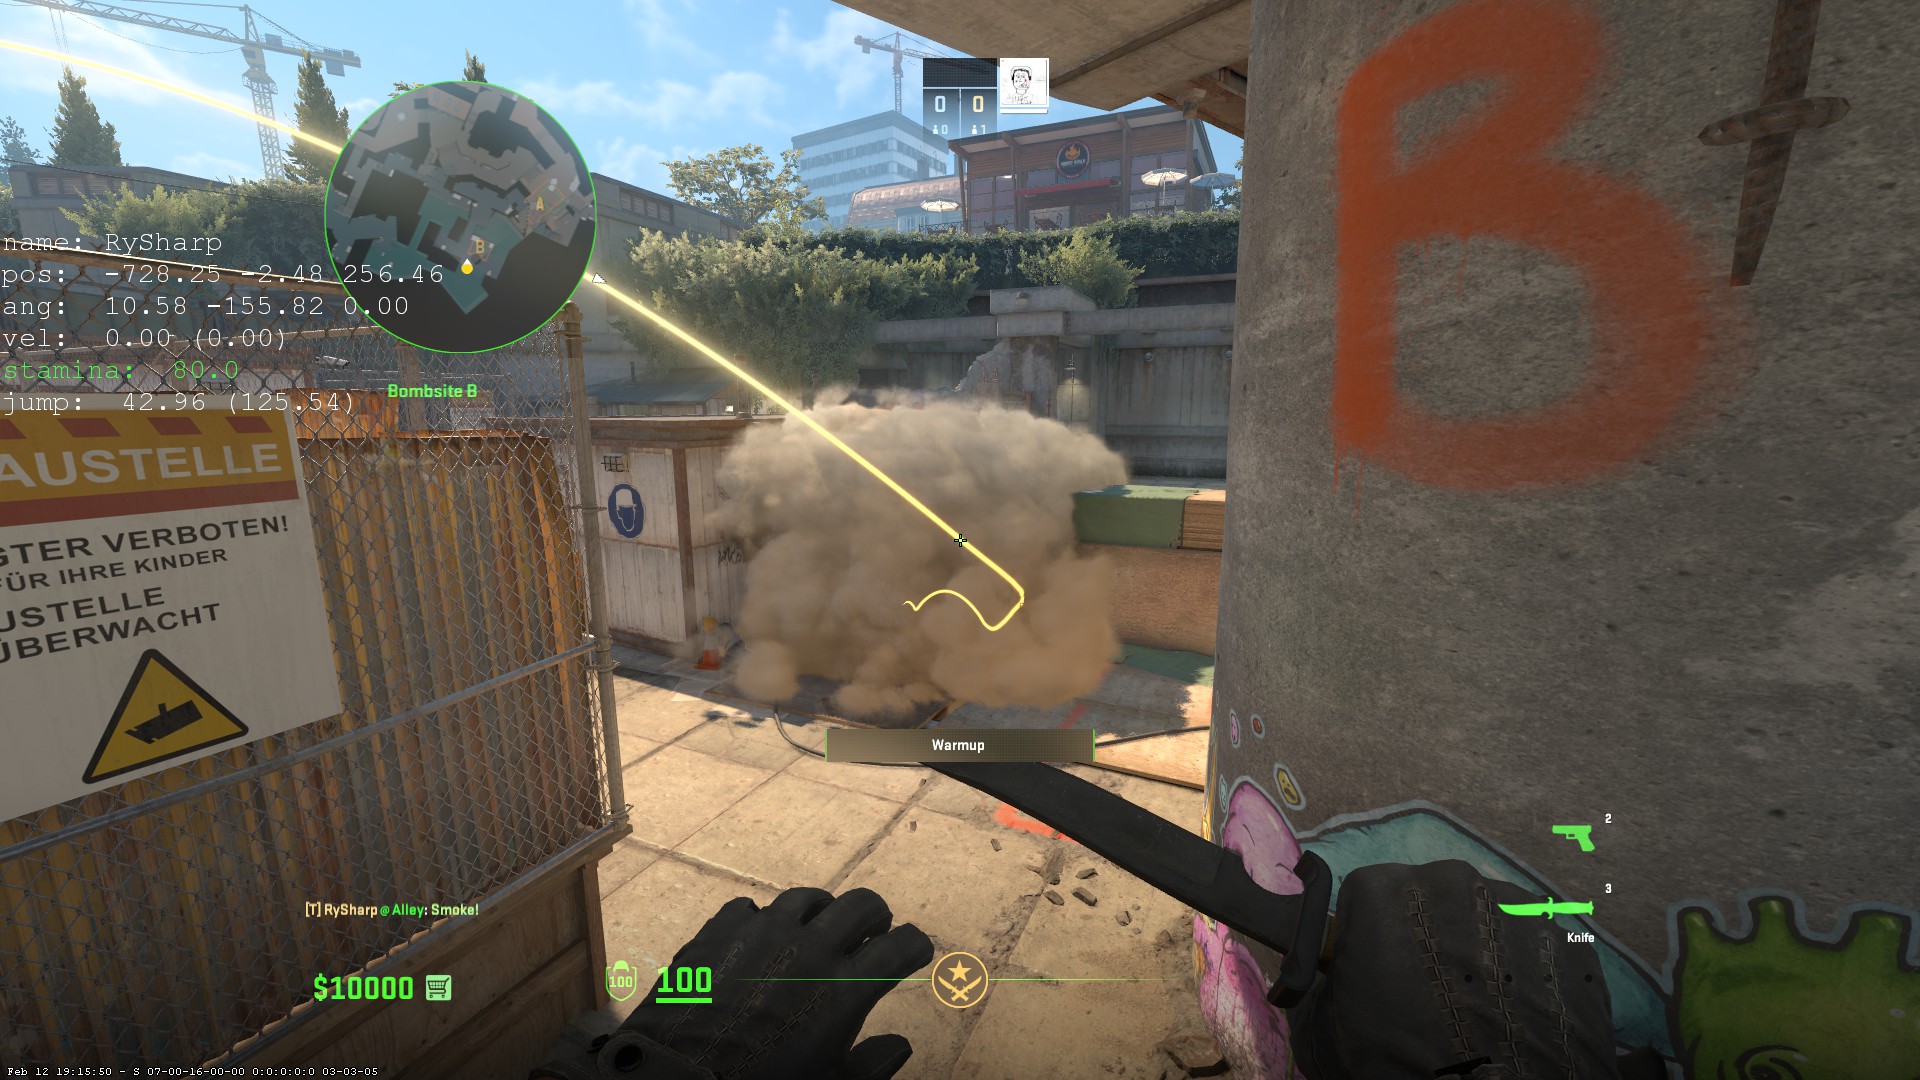 0 0
0 1
A
B
name: RySharp
pos: -728.25 -2.48 256.46
ang: 10.58 -155.82 0.00
vel: 0.00 (0.00)
stamina: 80.0
jump: 42.96 (125.54)
Bombsite B
B
AUSTELLE
GTER VERBOTEN!
FÜR IHRE KINDER
USTELLE
ÜBERWACHT
Warmup
2
3
Knife
[T] RySharp @ Alley: Smoke!
$10000
100
100
Feb 12 19:15:50 - S 07-00-16-00-00 0:0:0:0:0 03-03-05